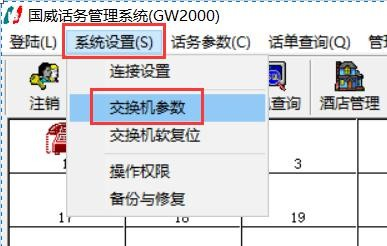 国威话务管理系统(GW2000)
登陆(L) 系统设置(S) 话务参数(C) 话单查询(Q) 管
连接设置
交换机参数
交换机软复位
操作权限
备份与修复
注销 查询 酒店管理
1 3
17 18 19